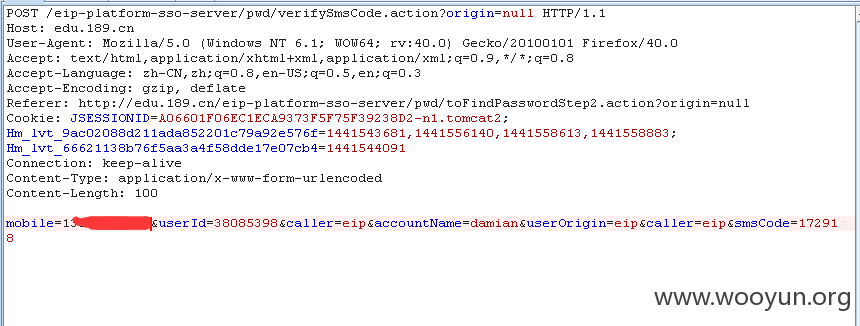 POST /eip-platform-sso-server/pwd/verifySmsCode.action?origin=null HTTP/1.1
Host: edu.189.cn
User-Agent: Mozilla/5.0 (Windows NT 6.1; WOW64; rv:40.0) Gecko/20100101 Firefox/40.0
Accept: text/html,application/xhtml+xml,application/xml;q=0.9,*/*;q=0.8
Accept-Language: zh-CN,zh;q=0.8,en-US;q=0.5,en;q=0.3
Accept-Encoding: gzip, deflate
Referer: http://edu.189.cn/eip-platform-sso-server/pwd/toFindPasswordStep2.action?origin=null
Cookie: JSESSIONID=A06601F06EC1ECA9373F5F75F39238D2-n1.tomcat2;
Hm_lvt_9ac02088d211ada852201c79a92e576f=1441543681,1441556140,1441558613,1441558883;
Hm_lvt_66621138b76f5aa3a4f58dde17e07cb4=1441544091
Connection: keep-alive
Content-Type: application/x-www-form-urlencoded
Content-Length: 100
mobile=13 &userId=38085398&caller=eip&accountName=damian&userOrigin=eip&caller=eip&smsCode=17291
8
www.wooyun.org